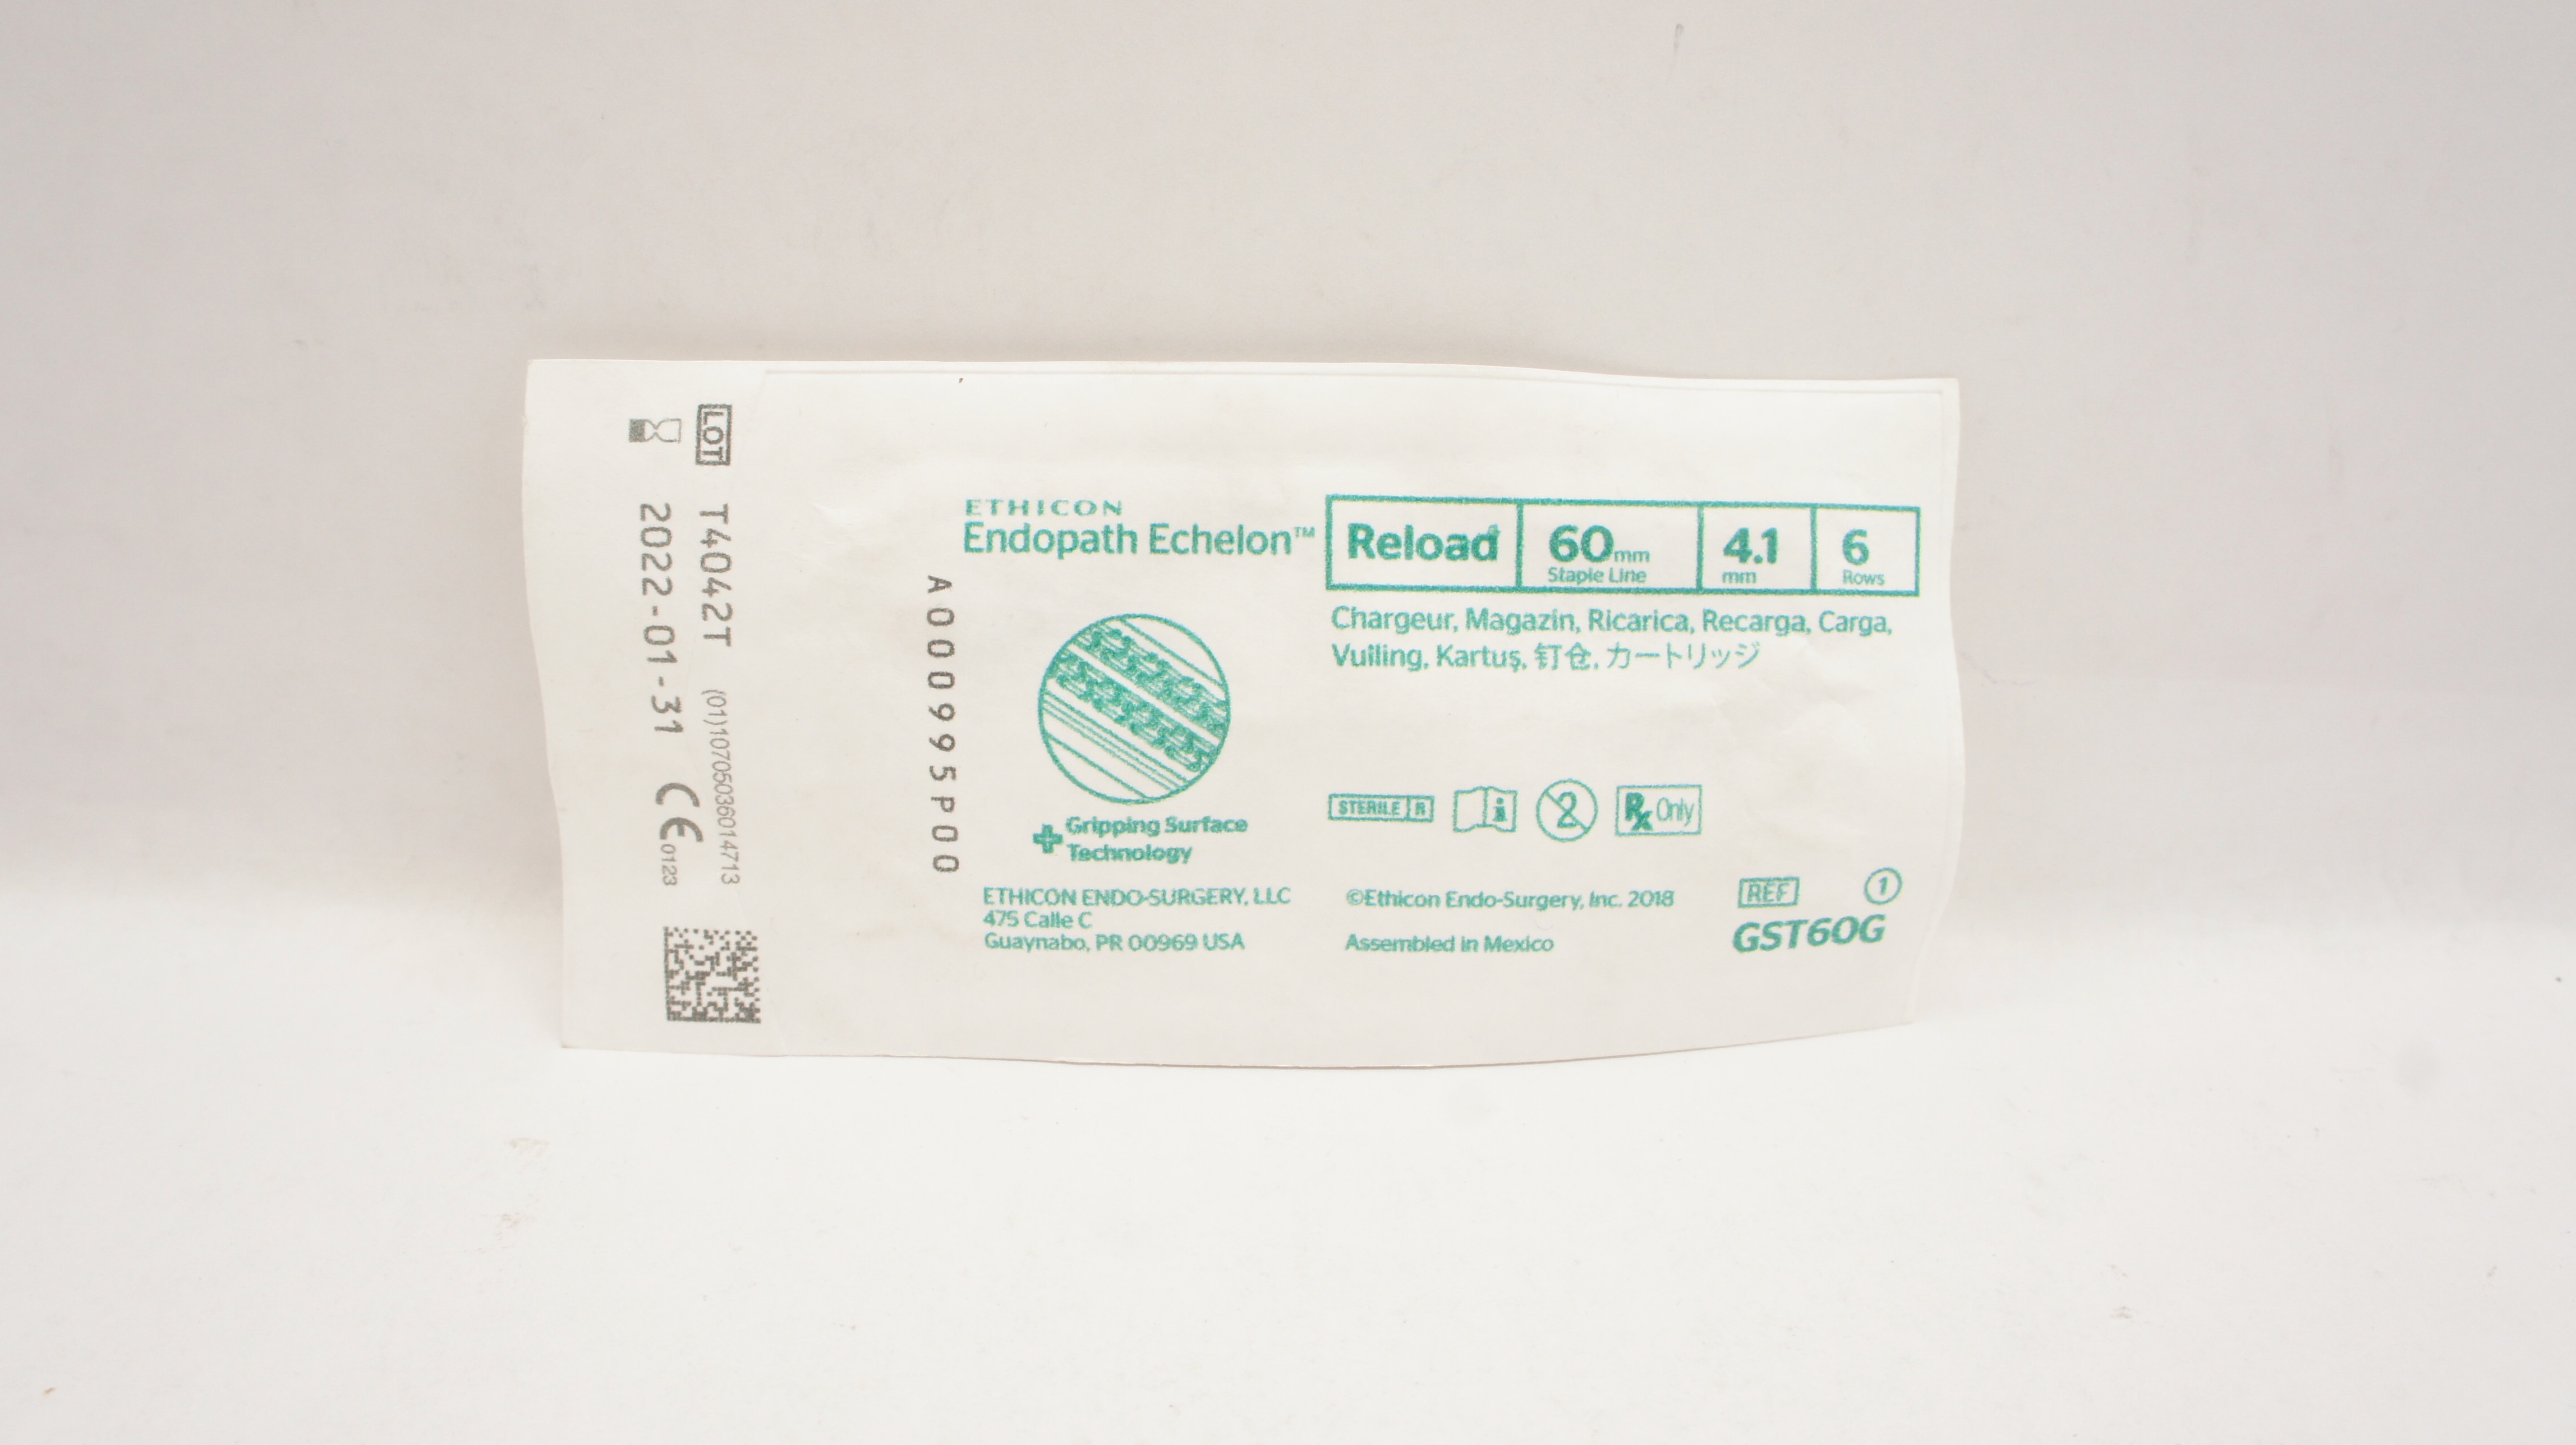 LOT T4042T (01)10705036014713
2022-01-31 CE 0123
A000995P00
ETHICON
Endopath Echelon™
Reload
60mm
Staple Line
4.1
mm
6
Rows
Chargeur, Magazin, Ricarica, Recarga, Carga,
Vulling, Kartuş, 钉仓, カートリッジ
Gripping Surface
Technology
STERILE R
2
Rx Only
ETHICON ENDO-SURGERY, LLC
475 Calle C
Guaynabo, PR 00969 USA
©Ethicon Endo-Surgery, Inc. 2018
Assembled in Mexico
REF 1
GST60G